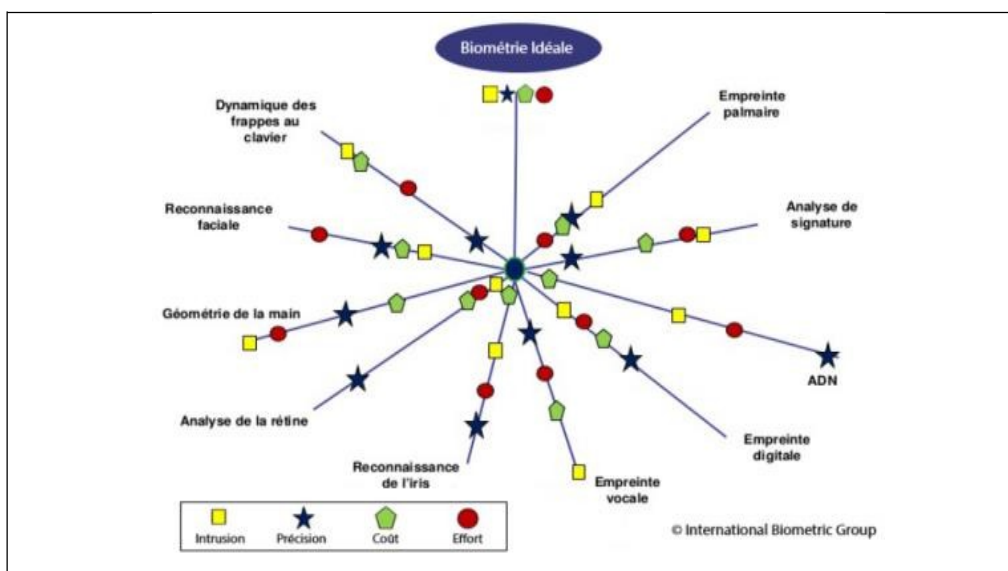 Biométrie Idéale
Dynamique des
frappes au
clavier
Empreinte
palmaire
Reconnaissance
faciale
Analyse de
signature
Géométrie de la main
ADN
Analyse de la rétine
Empreinte
digitale
Reconnaissance
de l'iris
Empreinte
vocale
Intrusion Précision Coût Effort
© International Biometric Group